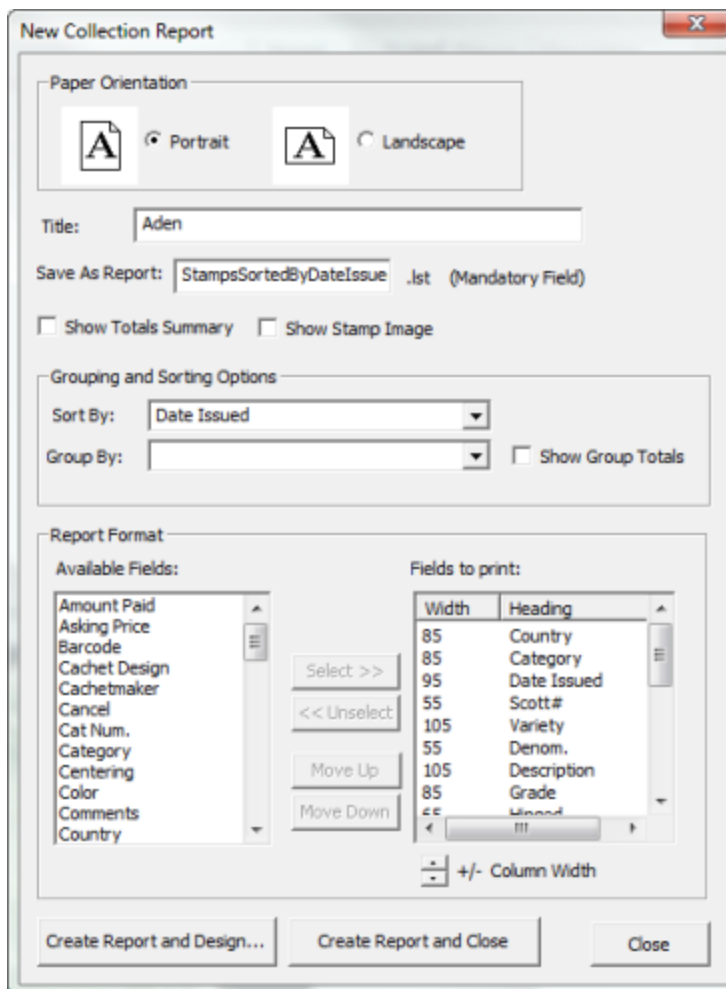 New Collection Report
Paper Orientation
A Portrait A Landscape
Title: Aden
Save As Report: StampsSortedByDateIssue .lst (Mandatory Field)
Show Totals Summary Show Stamp Image
Grouping and Sorting Options
Sort By: Date Issued
Group By: Show Group Totals
Report Format
Available Fields:
Amount Paid
Asking Price
Barcode
Cachet Design
Cachetmaker
Cancel
Cat Num.
Category
Centering
Color
Comments
Country
Select >>
<< Unselect
Move Up
Move Down
Fields to print:
Width Heading
85 Country
85 Category
95 Date Issued
55 Scott#
105 Variety
55 Denom.
105 Description
85 Grade
65 Hinged
+/- Column Width
Create Report and Design... Create Report and Close Close